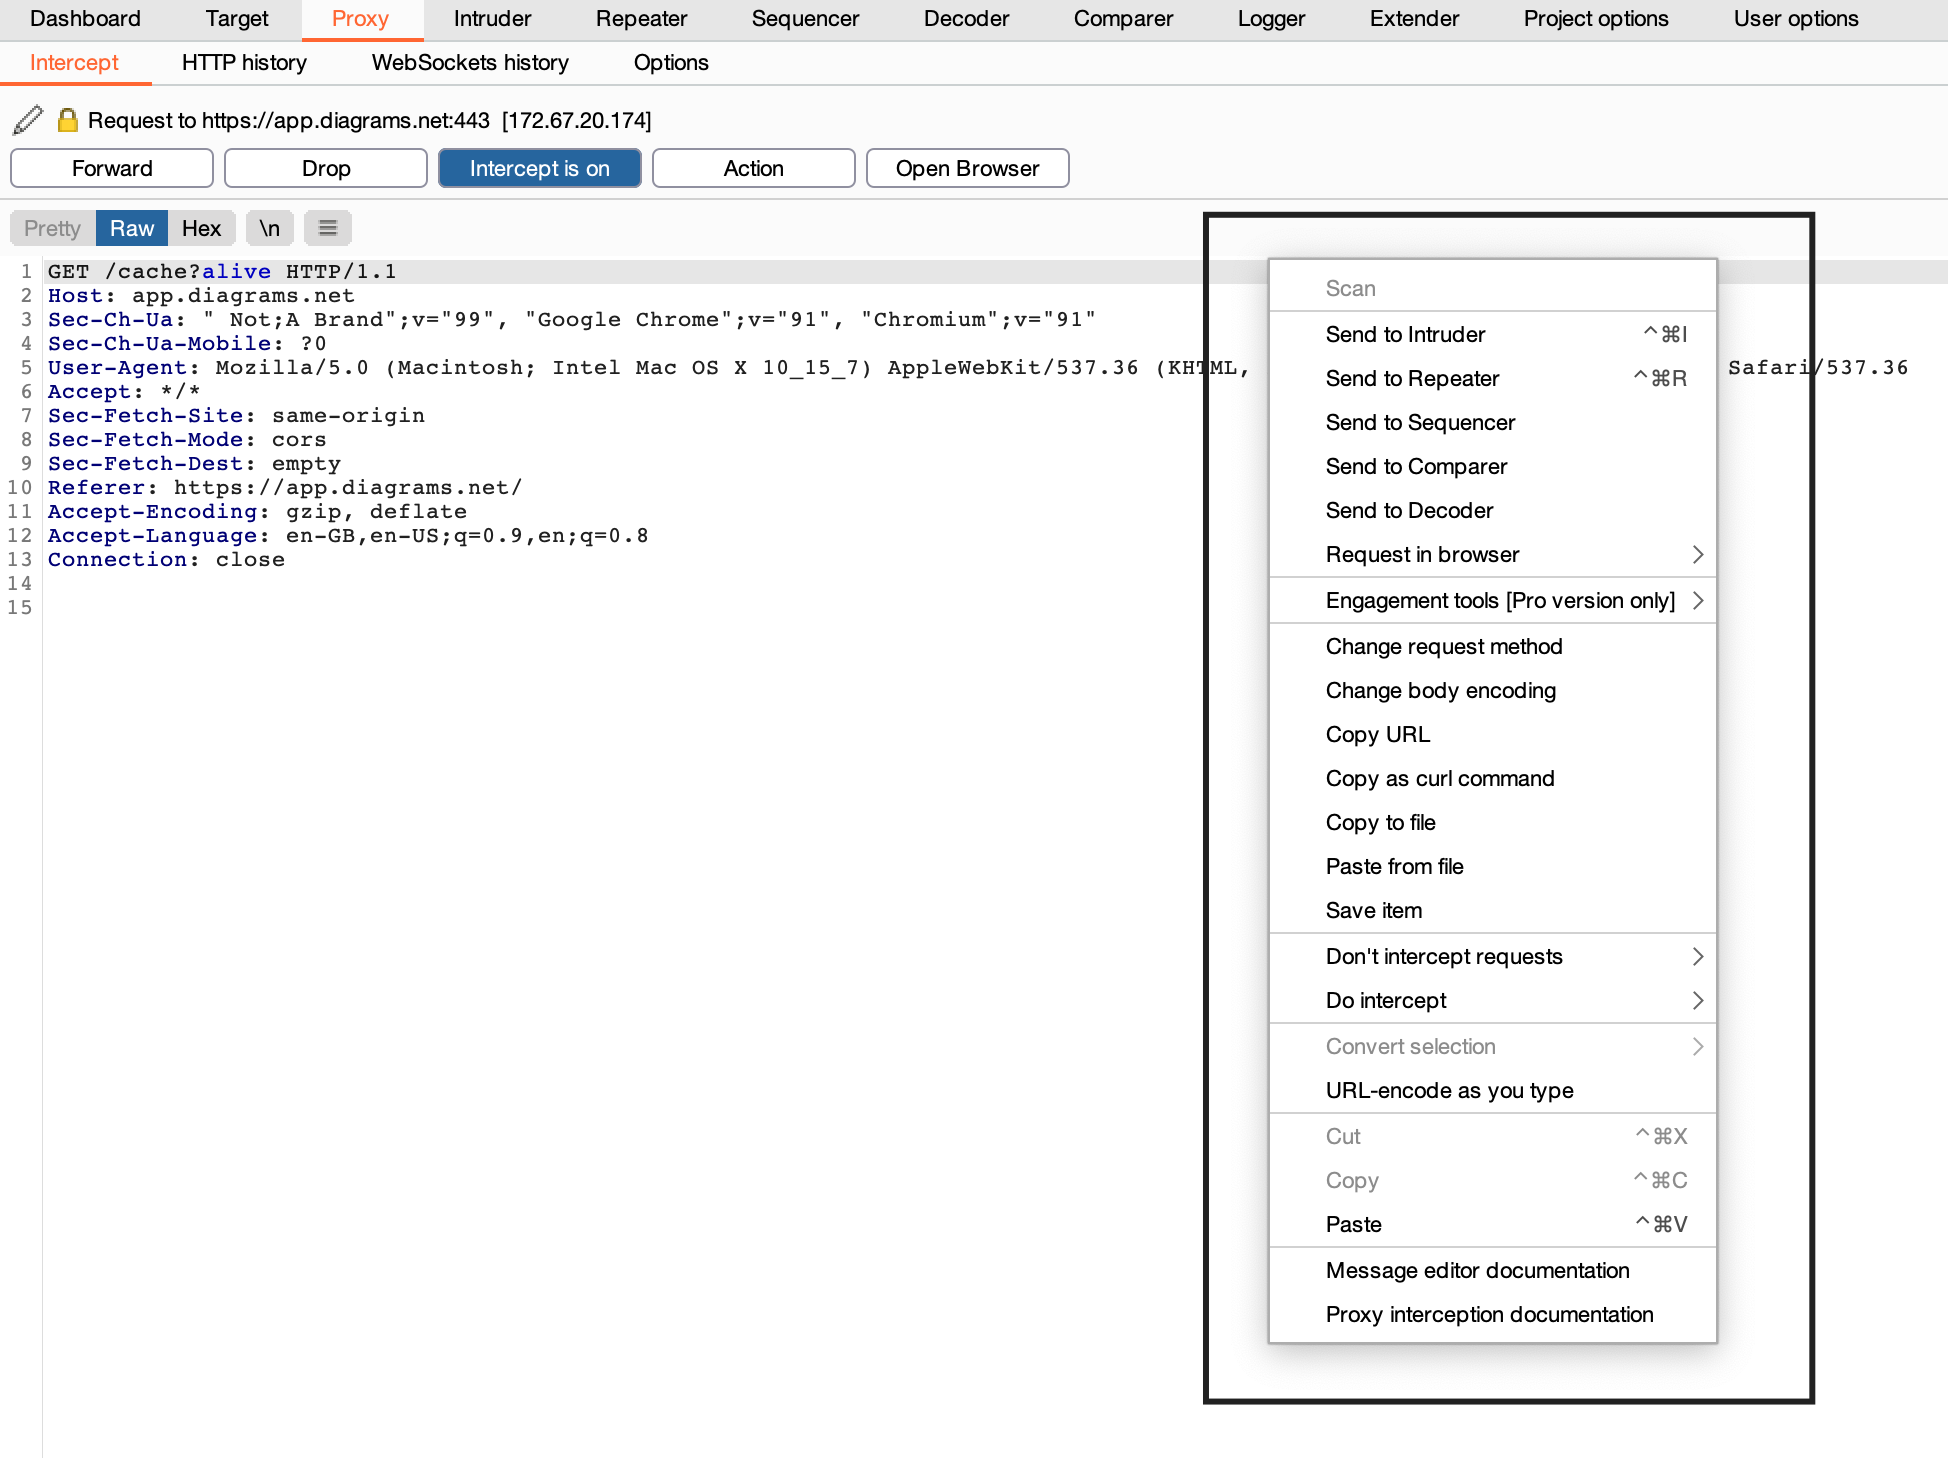 Dashboard Target Proxy Intruder Repeater Sequencer Decoder Comparer Logger Extender Project options User options
Intercept HTTP history WebSockets history Options
Request to https://app.diagrams.net:443 [172.67.20.174]
Forward Drop Intercept is on Action Open Browser
Pretty Raw Hex \n
1 GET /cache?alive HTTP/1.1
2 Host: app.diagrams.net
3 Sec-Ch-Ua: " Not;A Brand";v="99", "Google Chrome";v="91", "Chromium";v="91"
4 Sec-Ch-Ua-Mobile: ?0
5 User-Agent: Mozilla/5.0 (Macintosh; Intel Mac OS X 10_15_7) AppleWebKit/537.36 (KHTML, Safari/537.36
6 Accept: */*
7 Sec-Fetch-Site: same-origin
8 Sec-Fetch-Mode: cors
9 Sec-Fetch-Dest: empty
10 Referer: https://app.diagrams.net/
11 Accept-Encoding: gzip, deflate
12 Accept-Language: en-GB,en-US;q=0.9,en;q=0.8
13 Connection: close
14
15
Scan
Send to Intruder ^⌘I
Send to Repeater ^⌘R
Send to Sequencer
Send to Comparer
Send to Decoder
Request in browser
Engagement tools [Pro version only]
Change request method
Change body encoding
Copy URL
Copy as curl command
Copy to file
Paste from file
Save item
Don't intercept requests
Do intercept
Convert selection
URL-encode as you type
Cut ^⌘X
Copy ^⌘C
Paste ^⌘V
Message editor documentation
Proxy interception documentation